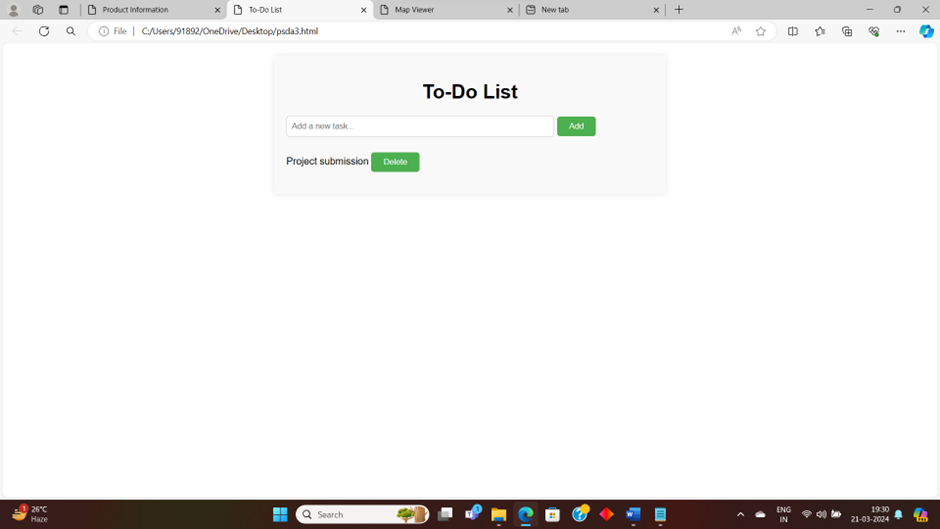 Product Information
To-Do List
Map Viewer
New tab
File
C:/Users/91892/OneDrive/Desktop/psda3.html
To-Do List
Add a new task...
Add
Project submission
Delete
1
26°C
Haze
Search
ENG
IN
19:30
21-03-2024